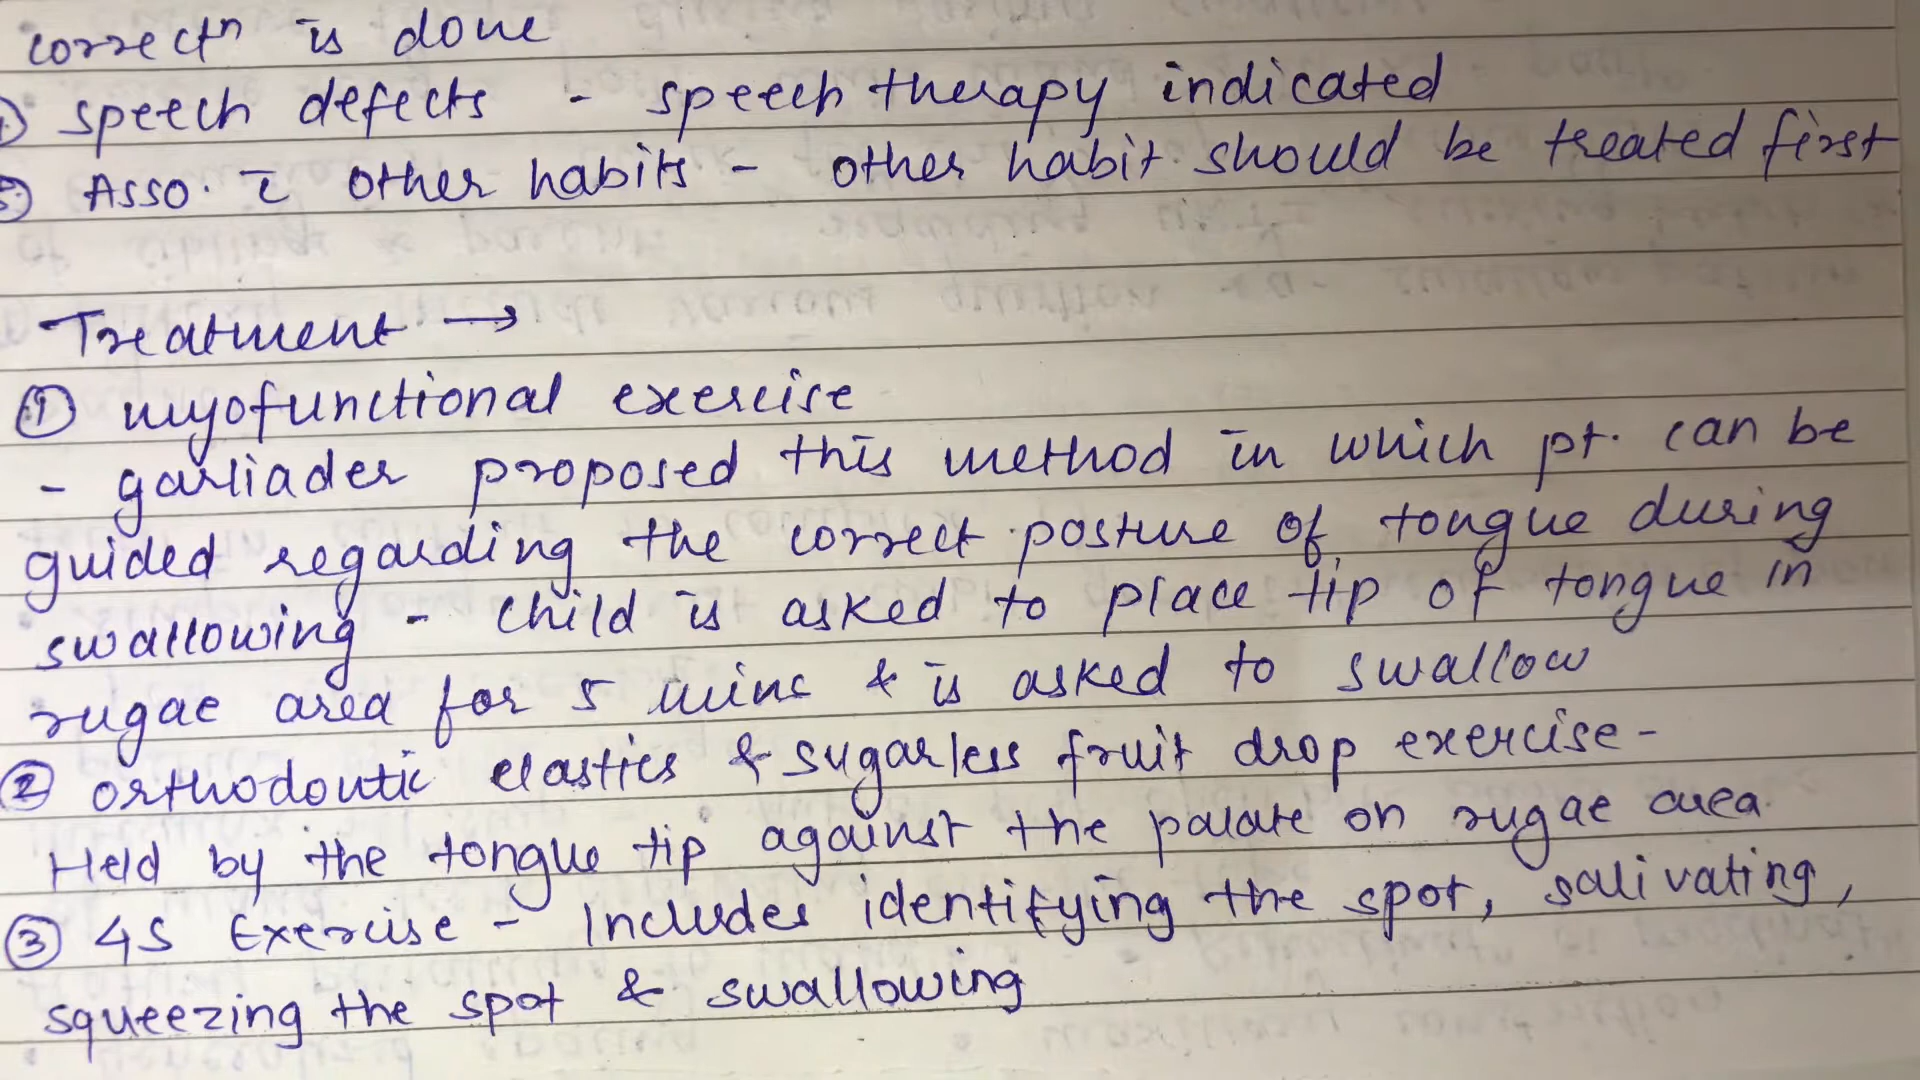 correctⁿ is done
4) speech defects - speech therapy indicated
5) Asso. c̄ other habits - other habit should be treated first
Treatment →
① myofunctional exercise
- garliader proposed this method in which pt. can be
guided regarding the correct posture of tongue during
swallowing - child is asked to place tip of tongue in
rugae area for 5 mins & is asked to swallow
② orthodontic elastics & sugarless fruit drop exercise -
Held by the tongue tip against the palate on rugae area
③ 4S Exercise - Includes identifying the spot, salivating,
squeezing the spot & swallowing